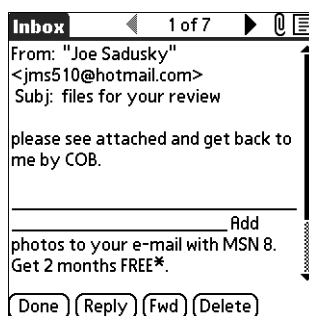 Inbox 1 of 7
From: "Joe Sadusky"
<jms510@hotmail.com>
Subj: files for your review
please see attached and get back to
me by COB.
Add
photos to your e-mail with MSN 8.
Get 2 months FREE*.
Done Reply Fwd Delete